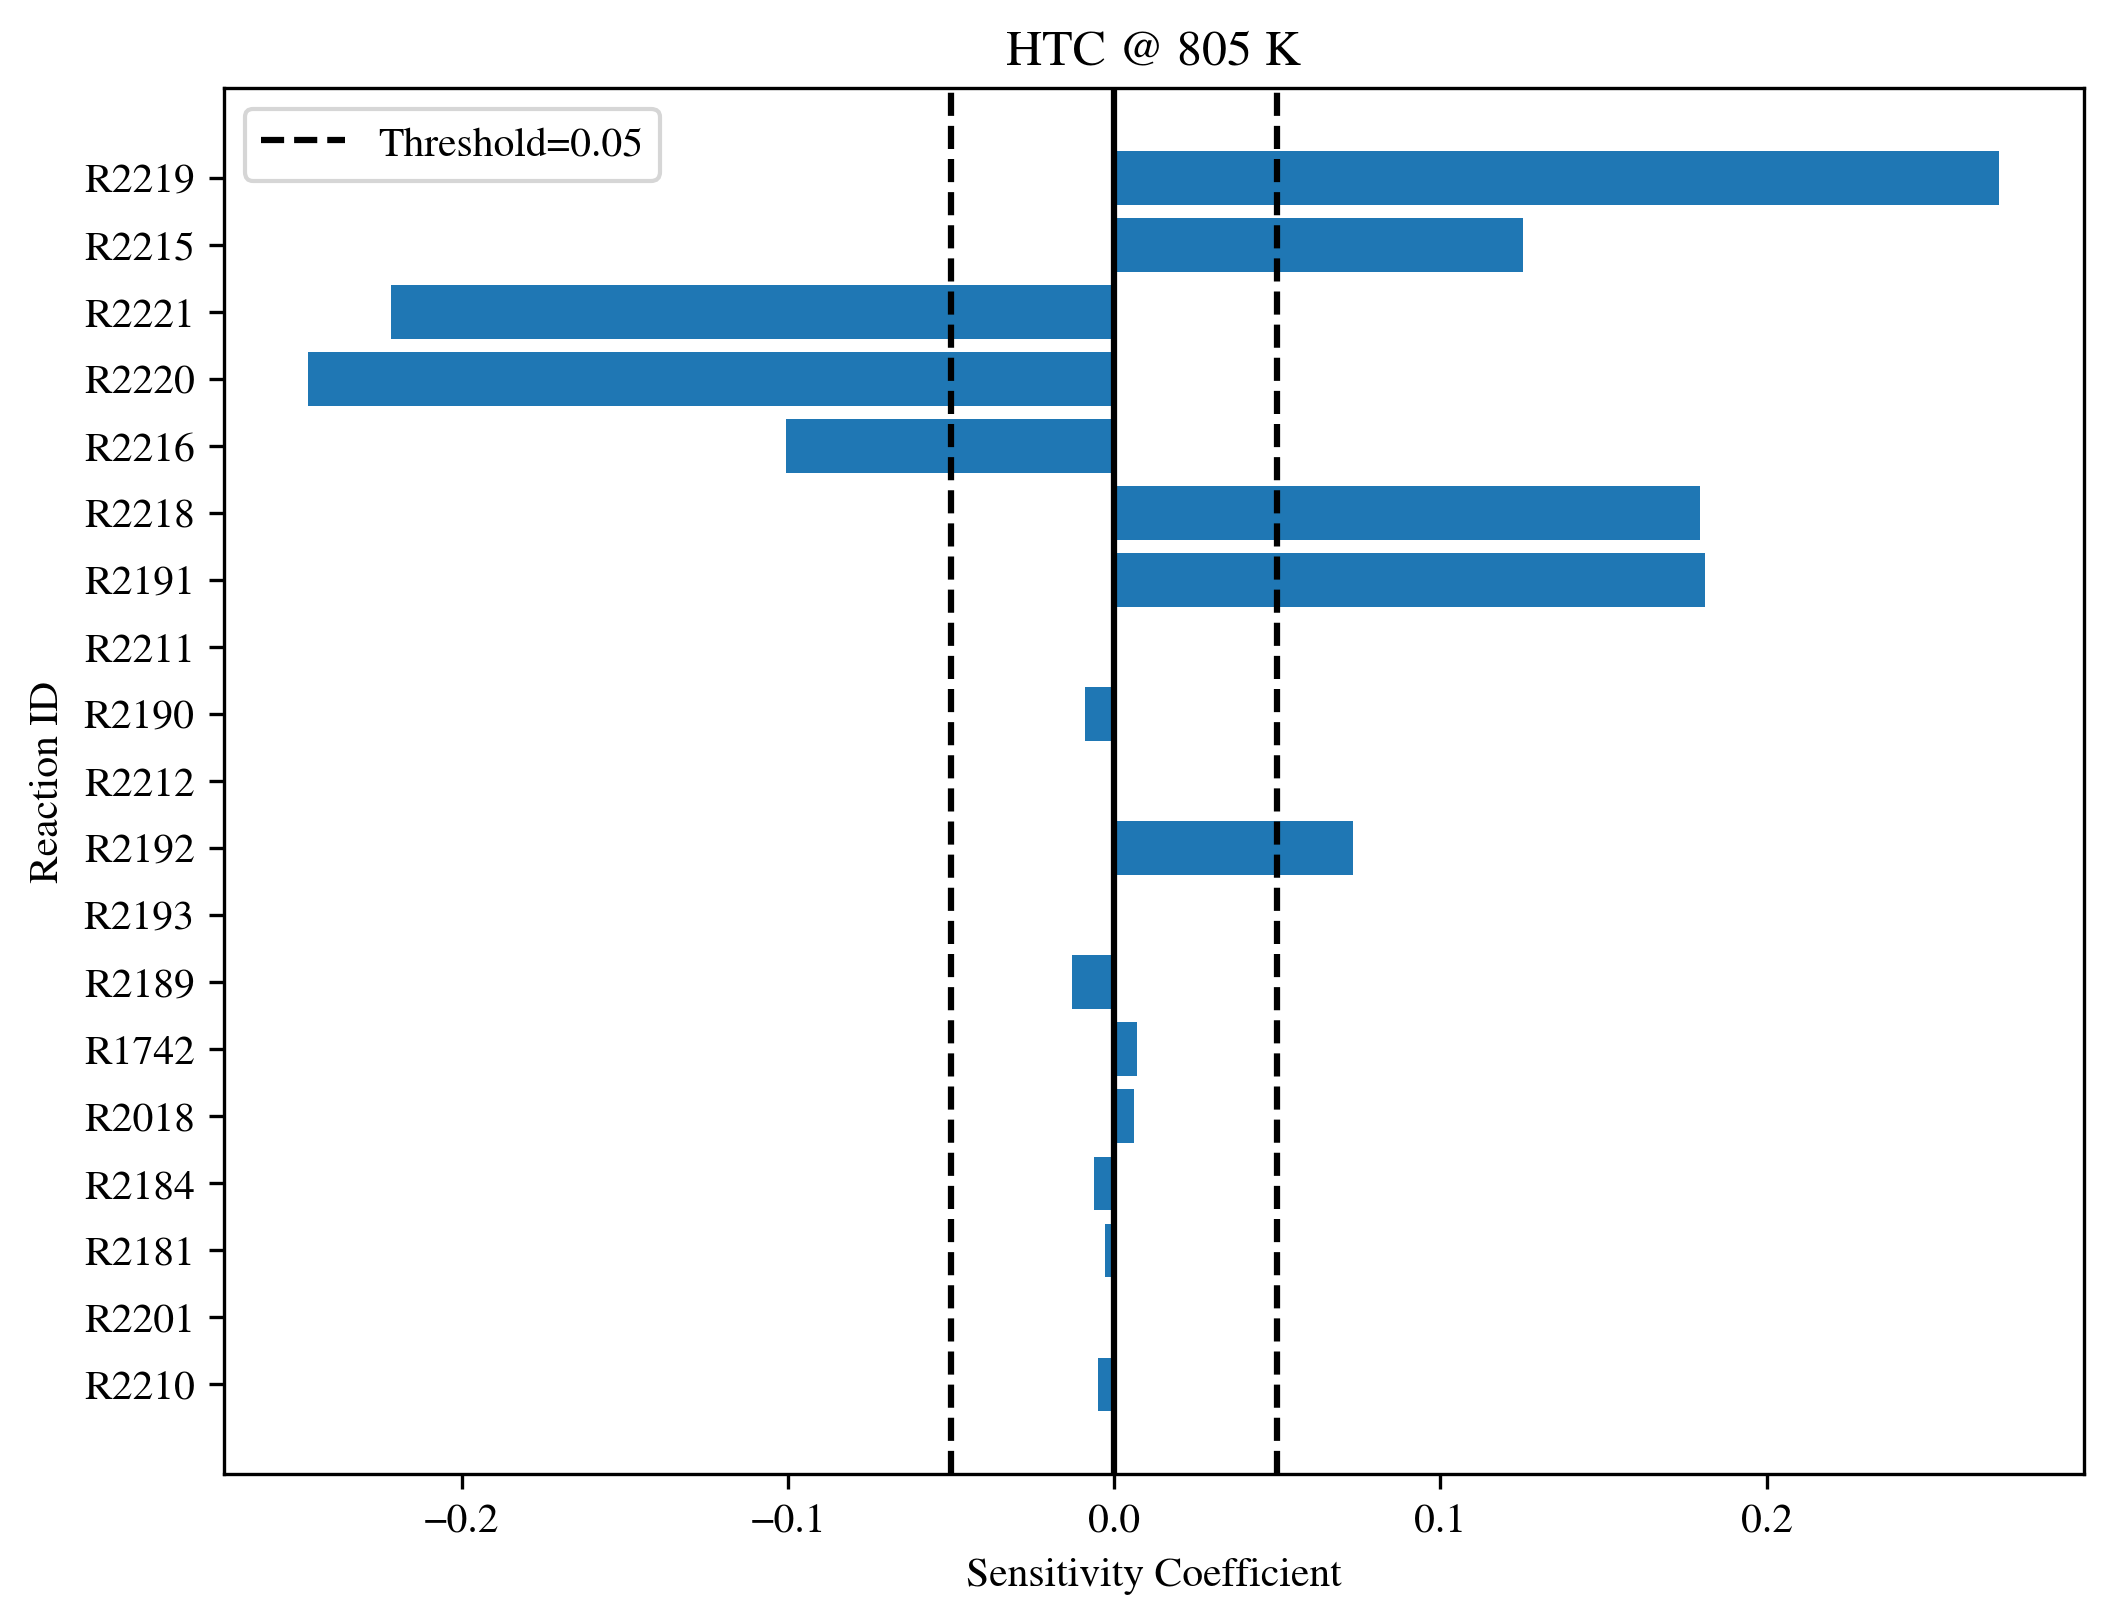 HTC @ 805 K
Threshold=0.05
R2219
R2215
R2221
R2220
R2216
R2218
R2191
R2211
R2190
R2212
R2192
R2193
R2189
R1742
R2018
R2184
R2181
R2201
R2210
Reaction ID
−0.2 −0.1 0.0 0.1 0.2
Sensitivity Coefficient